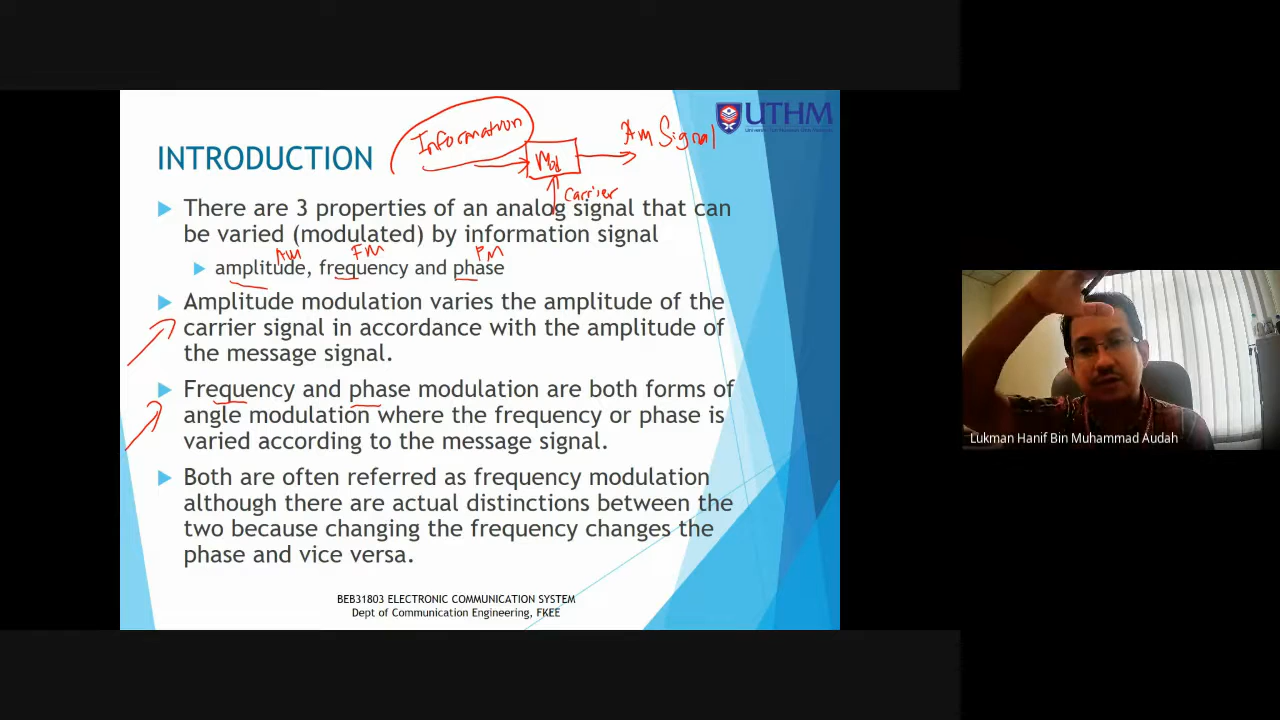 Information
AM Signal
UTHM
Mod
INTRODUCTION
Carrier
There are 3 properties of an analog signal that can
be varied (modulated) by information signal
AM FM PM
amplitude, frequency and phase
Amplitude modulation varies the amplitude of the
carrier signal in accordance with the amplitude of
the message signal.
Frequency and phase modulation are both forms of
angle modulation where the frequency or phase is
varied according to the message signal.
Lukman Hanif Bin Muhammad Audah
Both are often referred as frequency modulation
although there are actual distinctions between the
two because changing the frequency changes the
phase and vice versa.
BEB31803 ELECTRONIC COMMUNICATION SYSTEM
Dept of Communication Engineering, FKEE